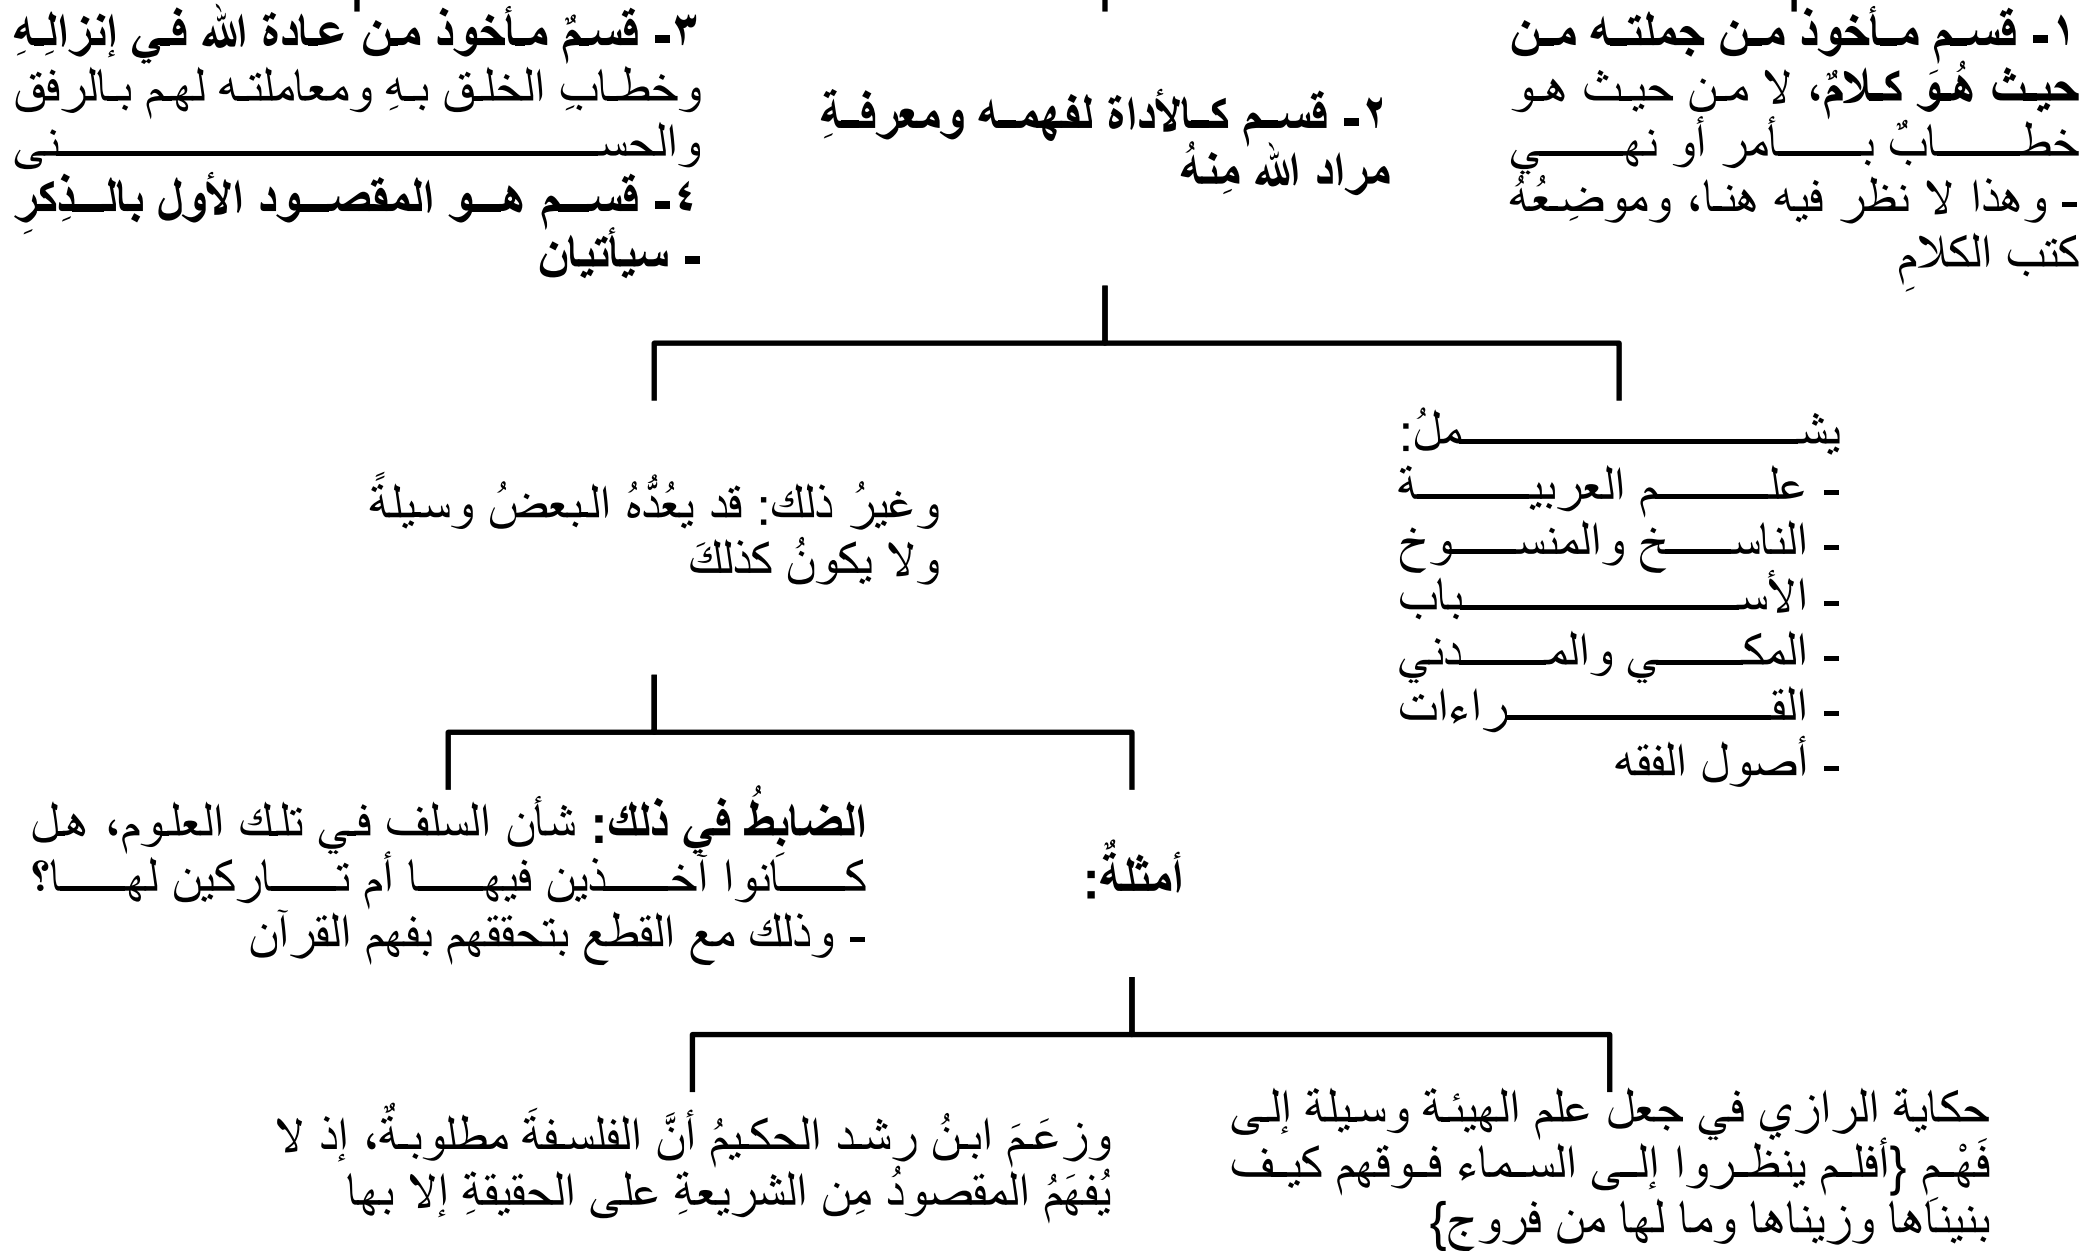 ١- قسم مأخوذ من جملته من
حيث هُوَ كلامٌ، لا من حيث هو
خطابٌ بأمر أو نهي
- وهذا لا نظر فيه هنا، وموضِعُهُ
كتب الكلامِ
٢- قسم كالأداة لفهمه ومعرفةِ
مراد الله مِنهُ
٣- قسمٌ مأخوذ من عادة الله في إنزالِهِ
وخطابِ الخلق بهِ ومعاملته لهم بالرفق
والحسنى
٤- قسم هو المقصود الأول بالذِكرِ
- سيأتيان
يشملُ:
- علم العربية
- الناسخ والمنسوخ
- الأسباب
- المكي والمدني
- القراءات
- أصول الفقه
وغيرُ ذلك: قد يعُدُّهُ البعضُ وسيلةً
ولا يكونُ كذلكَ
أمثلةٌ:
الضابِطُ في ذلك: شأن السلف في تلك العلوم، هل
كانوا آخذين فيها أم تاركين لها؟
- وذلك مع القطع بتحققهم بفهم القرآن
حكاية الرازي في جعل علم الهيئة وسيلة إلى
فَهْمِ {أفلم ينظروا إلى السماء فوقهم كيف
بنيناها وزيناها وما لها من فروج}
وزعَمَ ابنُ رشد الحكيمُ أنَّ الفلسفةَ مطلوبةٌ، إذ لا
يُفهَمُ المقصودُ مِن الشريعةِ على الحقيقةِ إلا بها